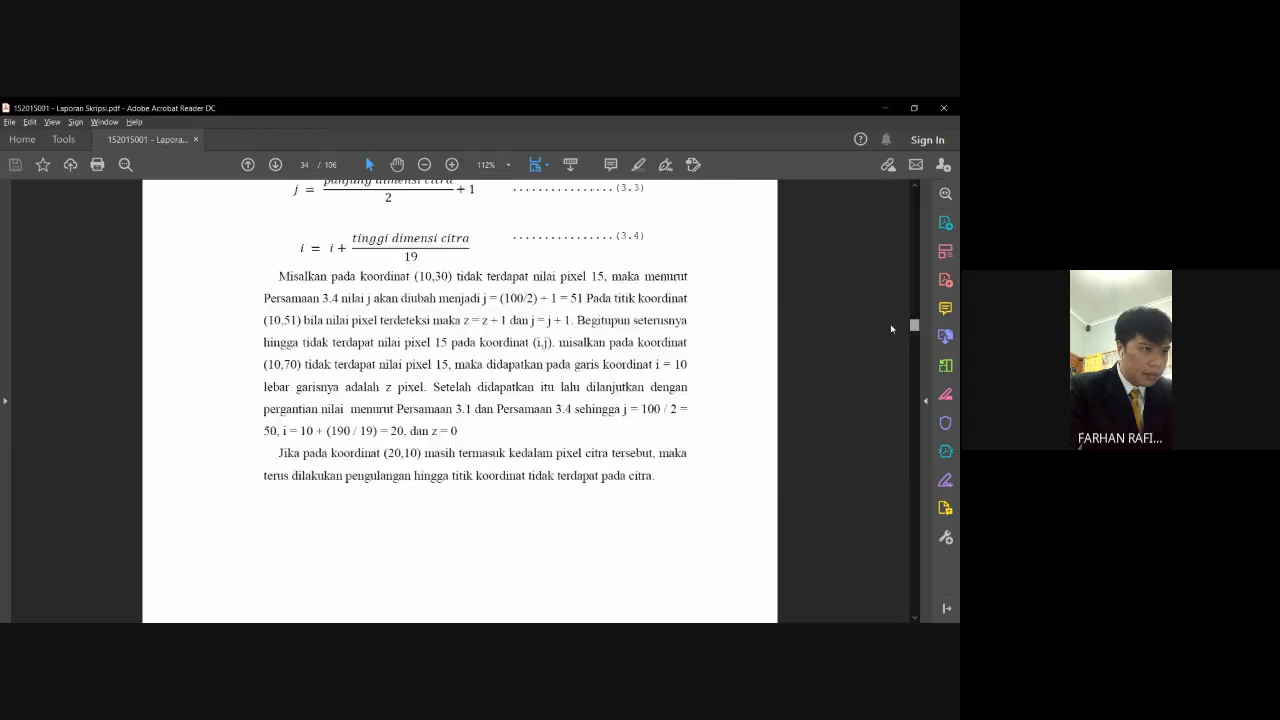 152015001 - Laporan Skripsi.pdf - Adobe Acrobat Reader DC
File Edit View Sign Window Help
Home Tools 152015001 - Lapora... × Sign In
34 / 106 112%
j = panjang dimensi citra / 2 + 1 ................(3.3)
i = i + tinggi dimensi citra / 19 ................(3.4)
Misalkan pada koordinat (10,30) tidak terdapat nilai pixel 15, maka menurut
Persamaan 3.4 nilai j akan diubah menjadi j = (100/2) + 1 = 51 Pada titik koordinat
(10,51) bila nilai pixel terdeteksi maka z = z + 1 dan j = j + 1. Begitupun seterusnya
hingga tidak terdapat nilai pixel 15 pada koordinat (i,j). misalkan pada koordinat
(10,70) tidak terdapat nilai pixel 15, maka didapatkan pada garis koordinat i = 10
lebar garisnya adalah z pixel. Setelah didapatkan itu lalu dilanjutkan dengan
pergantian nilai menurut Persamaan 3.1 dan Persamaan 3.4 sehingga j = 100 / 2 =
50, i = 10 + (190 / 19) = 20, dan z = 0
Jika pada koordinat (20,10) masih termasuk kedalam pixel citra tersebut, maka
terus dilakukan pengulangan hingga titik koordinat tidak terdapat pada citra.
FARHAN RAFI...